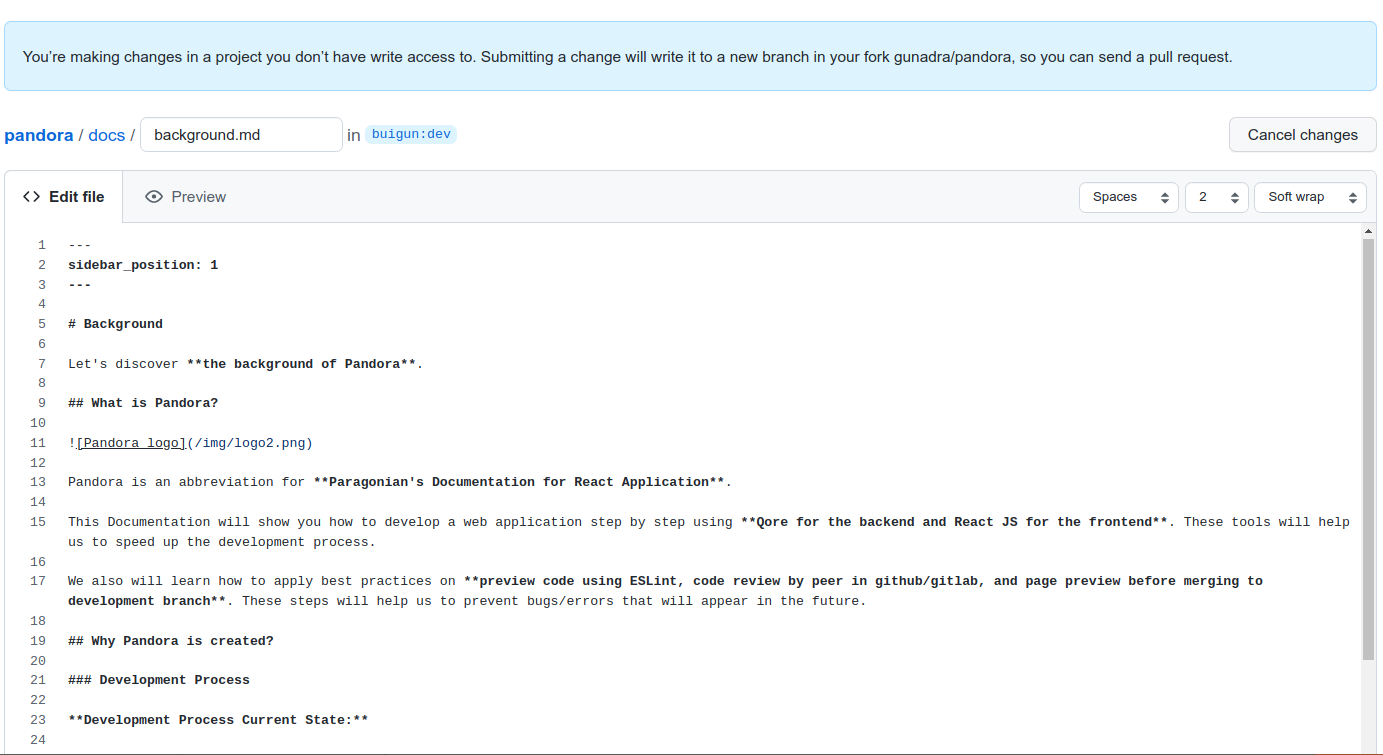 You're making changes in a project you don't have write access to. Submitting a change will write it to a new branch in your fork gunadra/pandora, so you can send a pull request.
pandora / docs / background.md in buigun:dev Cancel changes
<> Edit file Preview Spaces 2 Soft wrap
1 ---
2 sidebar_position: 1
3 ---
4
5 # Background
6
7 Let's discover **the background of Pandora**.
8
9 ## What is Pandora?
10
11 ![Pandora logo](/img/logo2.png)
12
13 Pandora is an abbreviation for **Paragonian's Documentation for React Application**.
14
15 This Documentation will show you how to develop a web application step by step using **Qore for the backend and React JS for the frontend**. These tools will help
us to speed up the development process.
16
17 We also will learn how to apply best practices on **preview code using ESLint, code review by peer in github/gitlab, and page preview before merging to
development branch**. These steps will help us to prevent bugs/errors that will appear in the future.
18
19 ## Why Pandora is created?
20
21 ### Development Process
22
23 **Development Process Current State:**
24